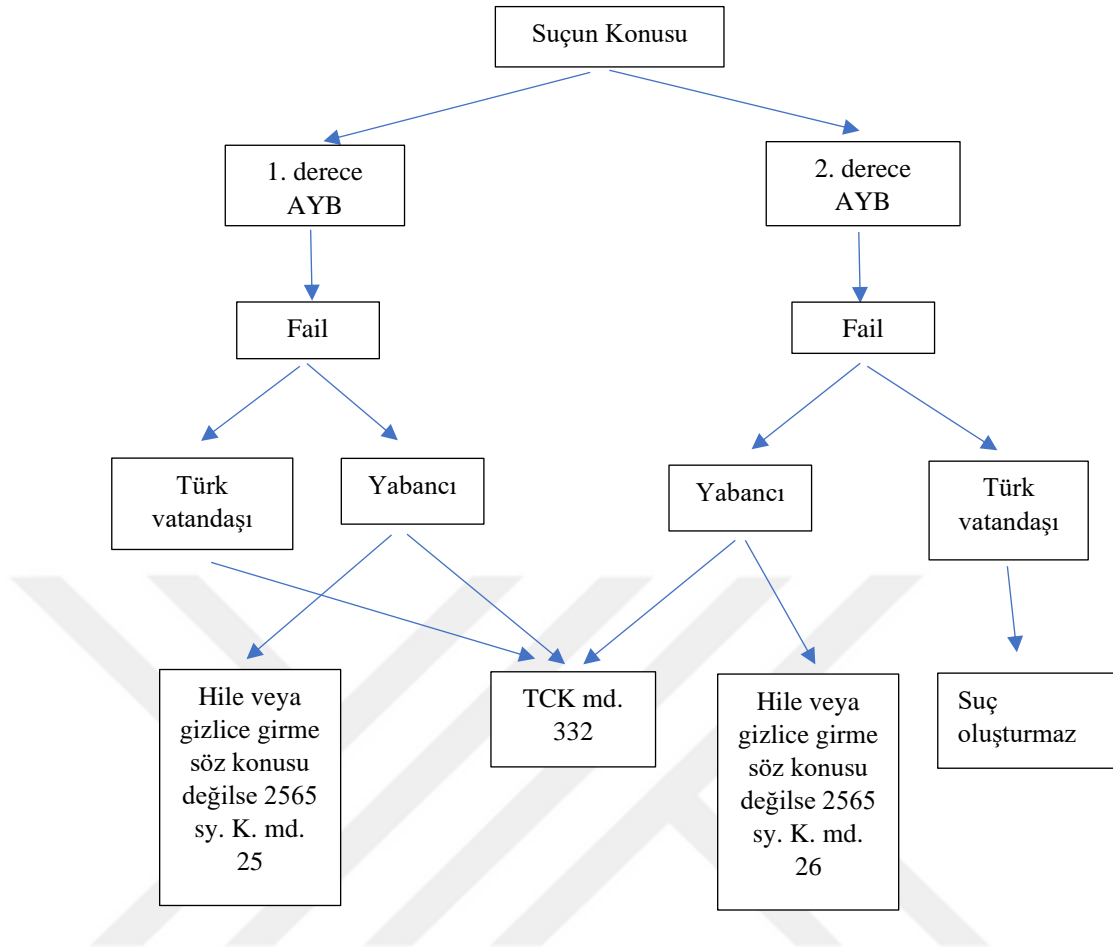 Suçun Konusu
1. derece
AYB
2. derece
AYB
Fail
Fail
Türk
vatandaşı
Yabancı
Yabancı
Türk
vatandaşı
Hile veya
gizlice girme
söz konusu
değilse 2565
sy. K. md.
25
TCK md.
332
Hile veya
gizlice girme
söz konusu
değilse 2565
sy. K. md.
26
Suç
oluşturmaz